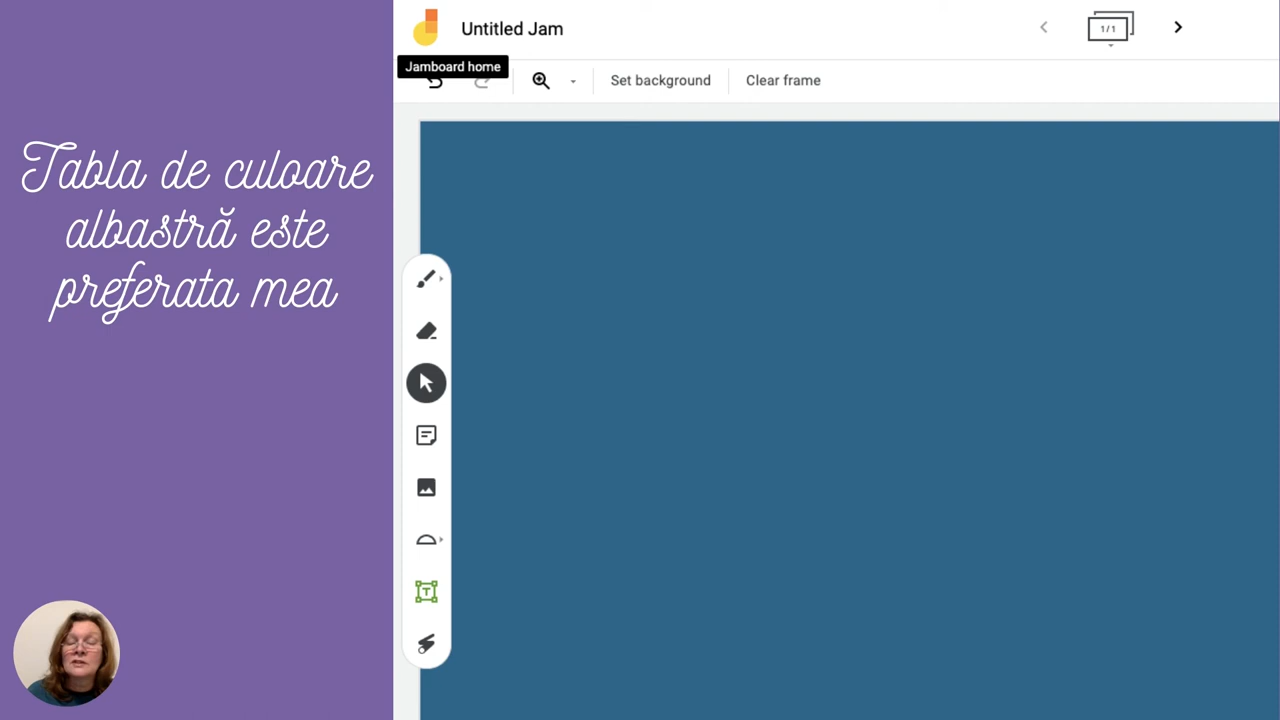 Tabla de culoare
albastră este
preferata mea
Untitled Jam
1/1
Jamboard home
Set background
Clear frame
T